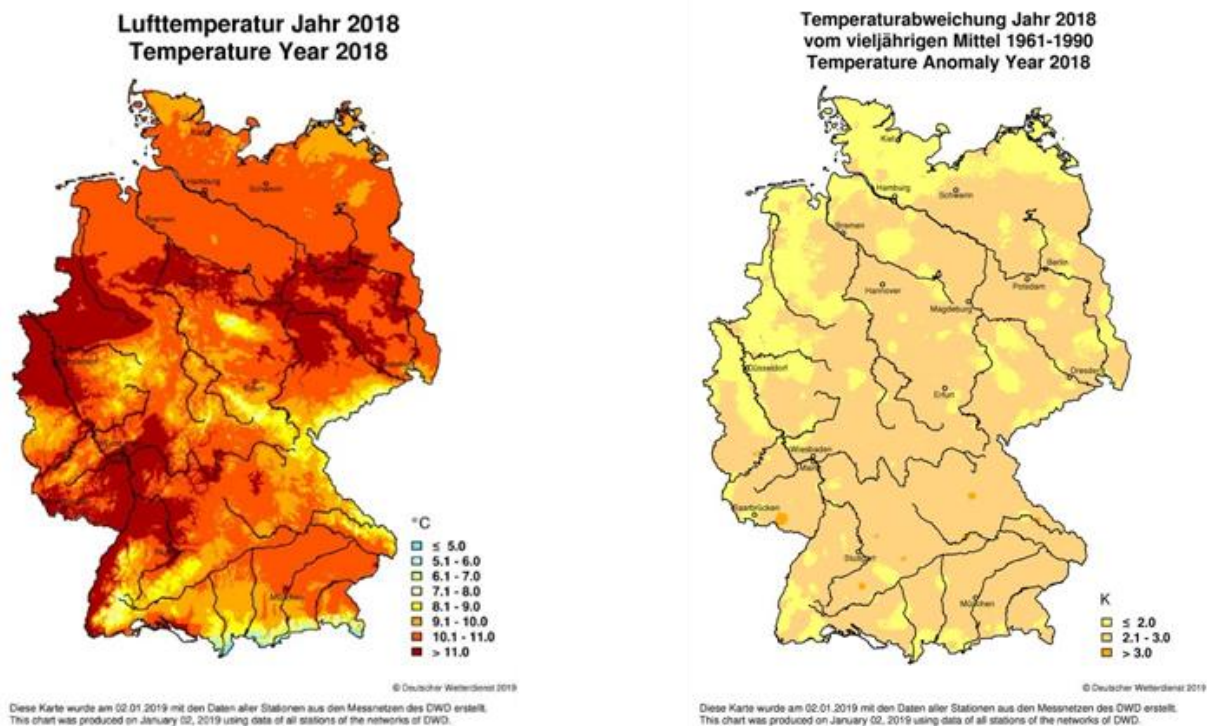 Lufttemperatur Jahr 2018
Temperature Year 2018
Kiel
Hamburg
Schwerin
Bremen
München
°C
≤ 5.0
5.1 - 6.0
6.1 - 7.0
7.1 - 8.0
8.1 - 9.0
9.1 - 10.0
10.1 - 11.0
> 11.0
© Deutscher Wetterdienst 2019
Diese Karte wurde am 02.01.2019 mit den Daten aller Stationen aus den Messnetzen des DWD erstellt.
This chart was produced on January 02, 2019 using data of all stations of the networks of DWD.
Temperaturabweichung Jahr 2018
vom vieljährigen Mittel 1961-1990
Temperature Anomaly Year 2018
Kiel
Hamburg
Schwerin
Bremen
Berlin
Hannover
Potsdam
Magdeburg
Düsseldorf
Dresden
Erfurt
Wiesbaden
Mainz
Saarbrücken
Stuttgart
München
K
≤ 2.0
2.1 - 3.0
> 3.0
© Deutscher Wetterdienst 2019
Diese Karte wurde am 02.01.2019 mit den Daten aller Stationen aus den Messnetzen des DWD erstellt.
This chart was produced on January 02, 2019 using data of all stations of the networks of DWD.